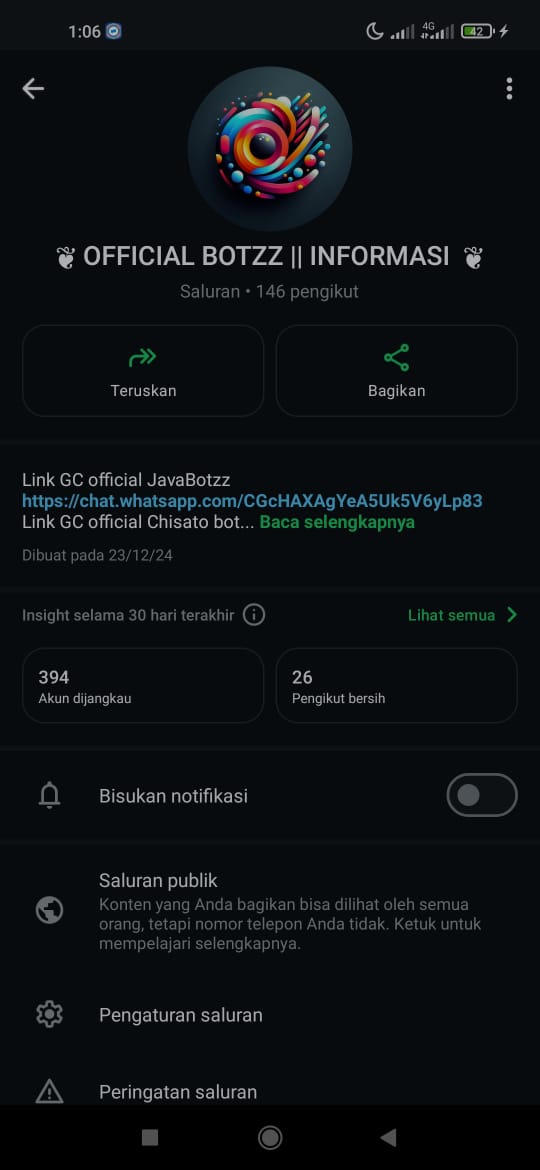 1:06
4G
42
❦ OFFICIAL BOTZZ || INFORMASI ❦
Saluran • 146 pengikut
Teruskan
Bagikan
Link GC official JavaBotzz
https://chat.whatsapp.com/CGcHAXAgYeA5Uk5V6yLp83
Link GC official Chisato bot... Baca selengkapnya
Dibuat pada 23/12/24
Insight selama 30 hari terakhir
Lihat semua
394
Akun dijangkau
26
Pengikut bersih
Bisukan notifikasi
Saluran publik
Konten yang Anda bagikan bisa dilihat oleh semua
orang, tetapi nomor telepon Anda tidak. Ketuk untuk
mempelajari selengkapnya.
Pengaturan saluran
Peringatan saluran